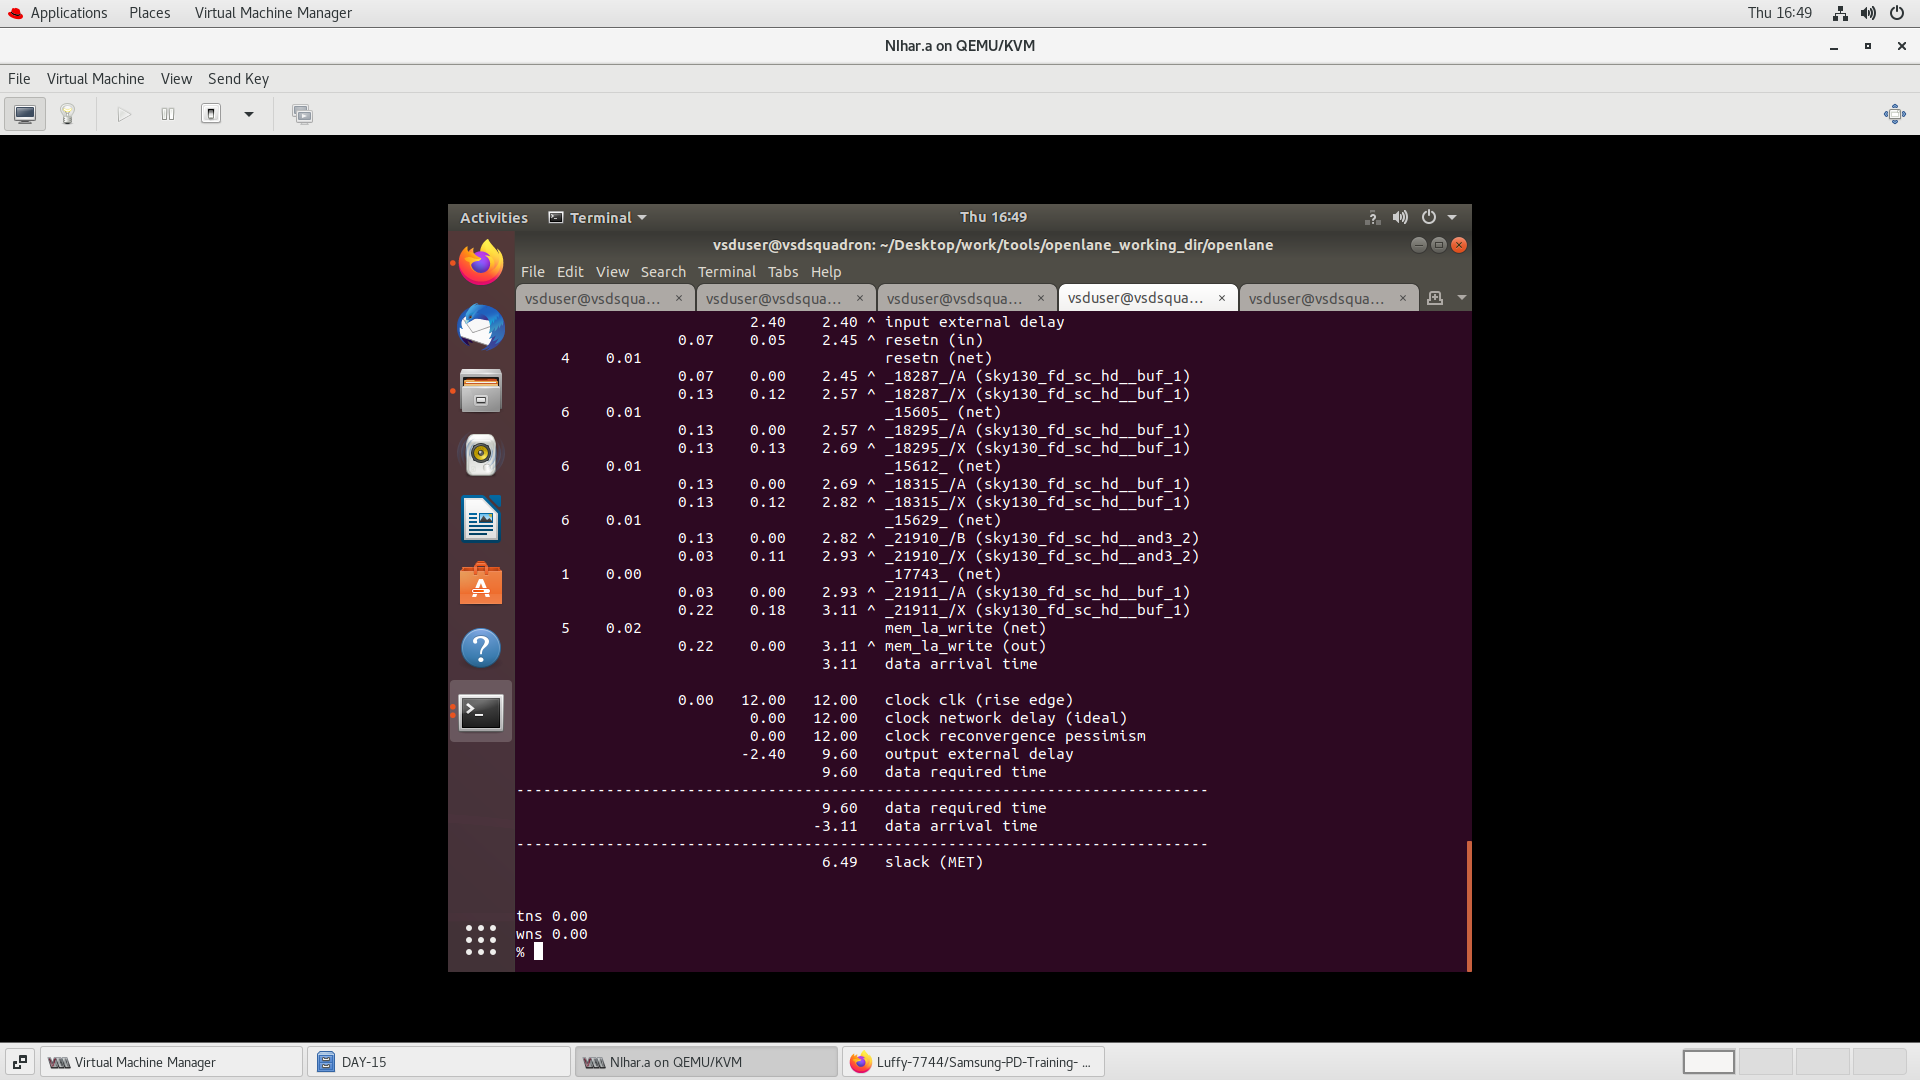 Applications Places Virtual Machine Manager Thu 16:49
NIhar.a on QEMU/KVM
File Virtual Machine View Send Key
Activities Terminal Thu 16:49
vsduser@vsdsquadron: ~/Desktop/work/tools/openlane_working_dir/openlane
File Edit View Search Terminal Tabs Help
vsduser@vsdsqua... × vsduser@vsdsqua... × vsduser@vsdsqua... × vsduser@vsdsqua... × vsduser@vsdsqua... ×
2.40 2.40 ^ input external delay
0.07 0.05 2.45 ^ resetn (in)
4 0.01 resetn (net)
0.07 0.00 2.45 ^ _18287_/A (sky130_fd_sc_hd__buf_1)
0.13 0.12 2.57 ^ _18287_/X (sky130_fd_sc_hd__buf_1)
6 0.01 _15605_ (net)
0.13 0.00 2.57 ^ _18295_/A (sky130_fd_sc_hd__buf_1)
0.13 0.13 2.69 ^ _18295_/X (sky130_fd_sc_hd__buf_1)
6 0.01 _15612_ (net)
0.13 0.00 2.69 ^ _18315_/A (sky130_fd_sc_hd__buf_1)
0.13 0.12 2.82 ^ _18315_/X (sky130_fd_sc_hd__buf_1)
6 0.01 _15629_ (net)
0.13 0.00 2.82 ^ _21910_/B (sky130_fd_sc_hd__and3_2)
0.03 0.11 2.93 ^ _21910_/X (sky130_fd_sc_hd__and3_2)
1 0.00 _17743_ (net)
0.03 0.00 2.93 ^ _21911_/A (sky130_fd_sc_hd__buf_1)
0.22 0.18 3.11 ^ _21911_/X (sky130_fd_sc_hd__buf_1)
5 0.02 mem_la_write (net)
0.22 0.00 3.11 ^ mem_la_write (out)
3.11 data arrival time
0.00 12.00 12.00 clock clk (rise edge)
0.00 12.00 clock network delay (ideal)
0.00 12.00 clock reconvergence pessimism
-2.40 9.60 output external delay
9.60 data required time
-----------------------------------------------------------------------------
9.60 data required time
-3.11 data arrival time
-----------------------------------------------------------------------------
6.49 slack (MET)
tns 0.00
wns 0.00
%
Virtual Machine Manager DAY-15 NIhar.a on QEMU/KVM Luffy-7744/Samsung-PD-Training- ...